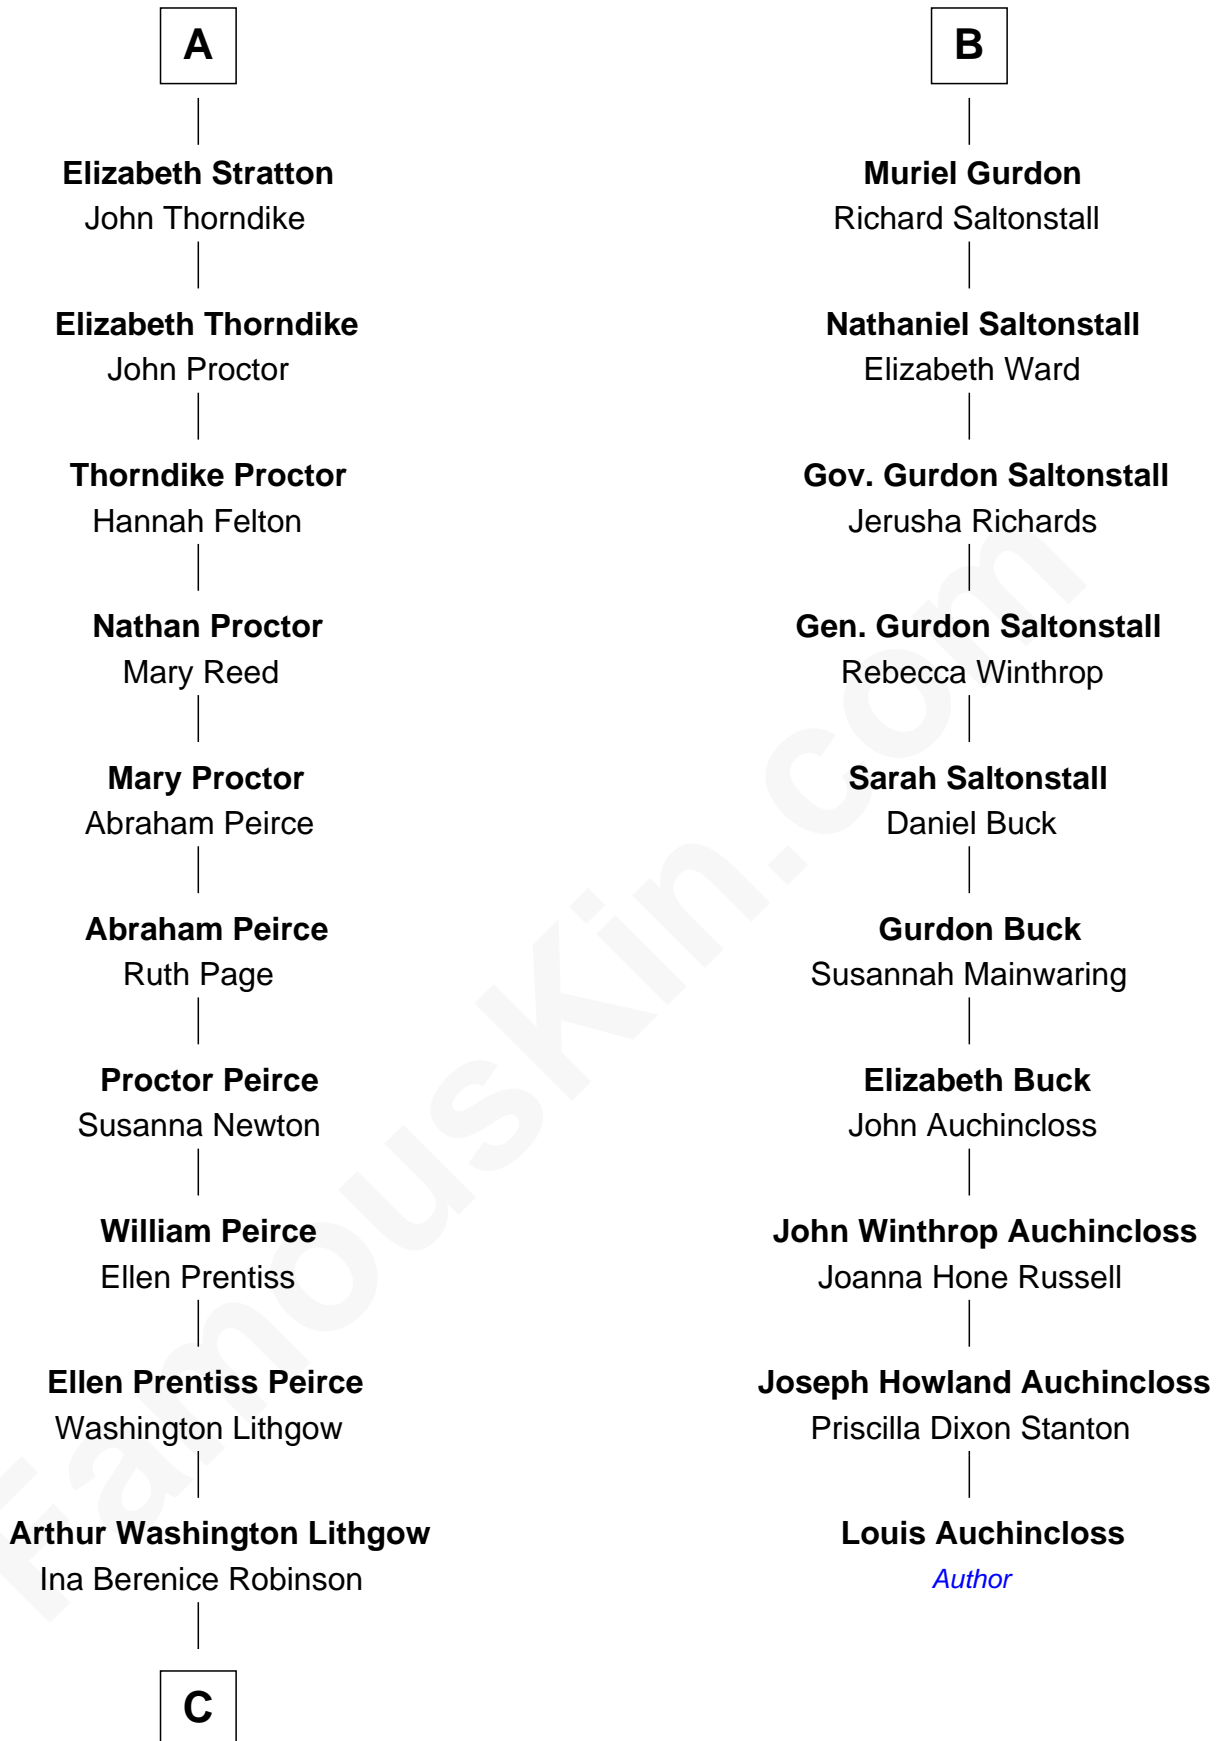 A
Elizabeth Stratton
John Thorndike
Elizabeth Thorndike
John Proctor
Thorndike Proctor
Hannah Felton
Nathan Proctor
Mary Reed
Mary Proctor
Abraham Peirce
Abraham Peirce
Ruth Page
Proctor Peirce
Susanna Newton
William Peirce
Ellen Prentiss
Ellen Prentiss Peirce
Washington Lithgow
Arthur Washington Lithgow
Ina Berenice Robinson
C
B
Muriel Gurdon
Richard Saltonstall
Nathaniel Saltonstall
Elizabeth Ward
Gov. Gurdon Saltonstall
Jerusha Richards
Gen. Gurdon Saltonstall
Rebecca Winthrop
Sarah Saltonstall
Daniel Buck
Gurdon Buck
Susannah Mainwaring
Elizabeth Buck
John Auchincloss
John Winthrop Auchincloss
Joanna Hone Russell
Joseph Howland Auchincloss
Priscilla Dixon Stanton
Louis Auchincloss
Author
FamousKin.com